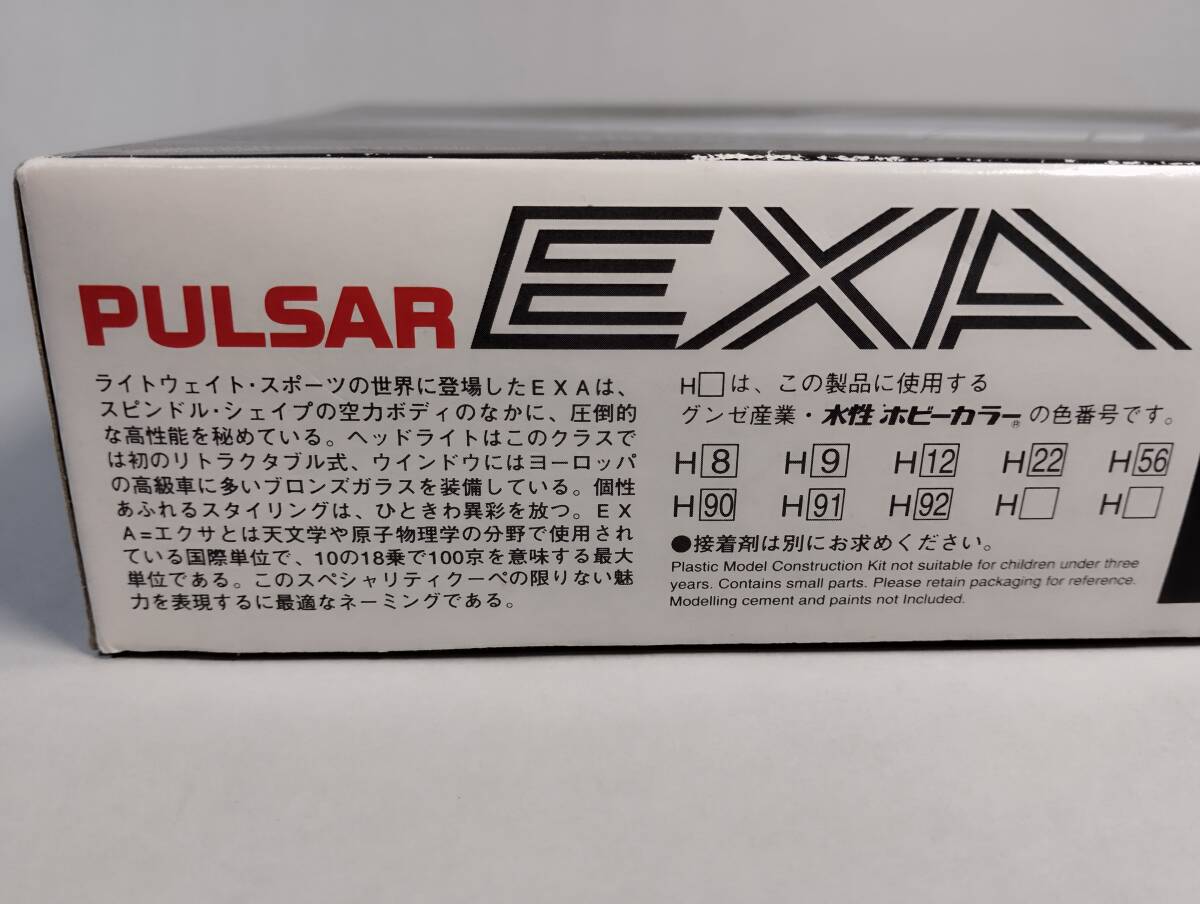 PULSAR EXA
ライトウェイト・スポーツの世界に登場したEXAは、
スピンドル・シェイプの空力ボディのなかに、圧倒的
な高性能を秘めている。ヘッドライトはこのクラスで
は初のリトラクタブル式、ウインドウにはヨーロッパ
の高級車に多いブロンズガラスを装備している。個性
あふれるスタイリングは、ひときわ異彩を放つ。EX
A=エクサとは天文学や原子物理学の分野で使用され
ている国際単位で、10の18乗で100京を意味する最大
単位である。このスペシャリティクーペの限りない魅
力を表現するに最適なネーミングである。
H□は、この製品に使用する
グンゼ産業・水性ホビーカラー®の色番号です。
H8 H9 H12 H22 H56
H90 H91 H92 H□ H□
●接着剤は別にお求めください。
Plastic Model Construction Kit not suitable for children under three
years. Contains small parts. Please retain packaging for reference.
Modelling cement and paints not Included.